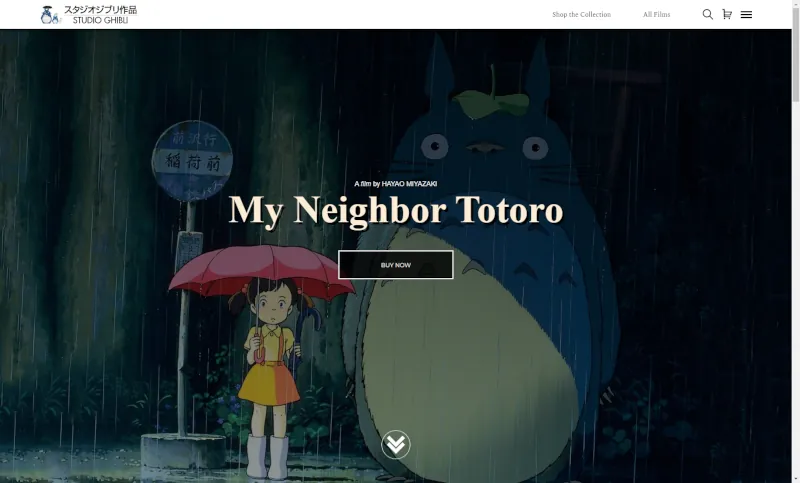 スタジオジブリ作品
STUDIO GHIBLI
Shop the Collection
All Films
前沢行
稲荷前
A film by HAYAO MIYAZAKI
My Neighbor Totoro
BUY NOW